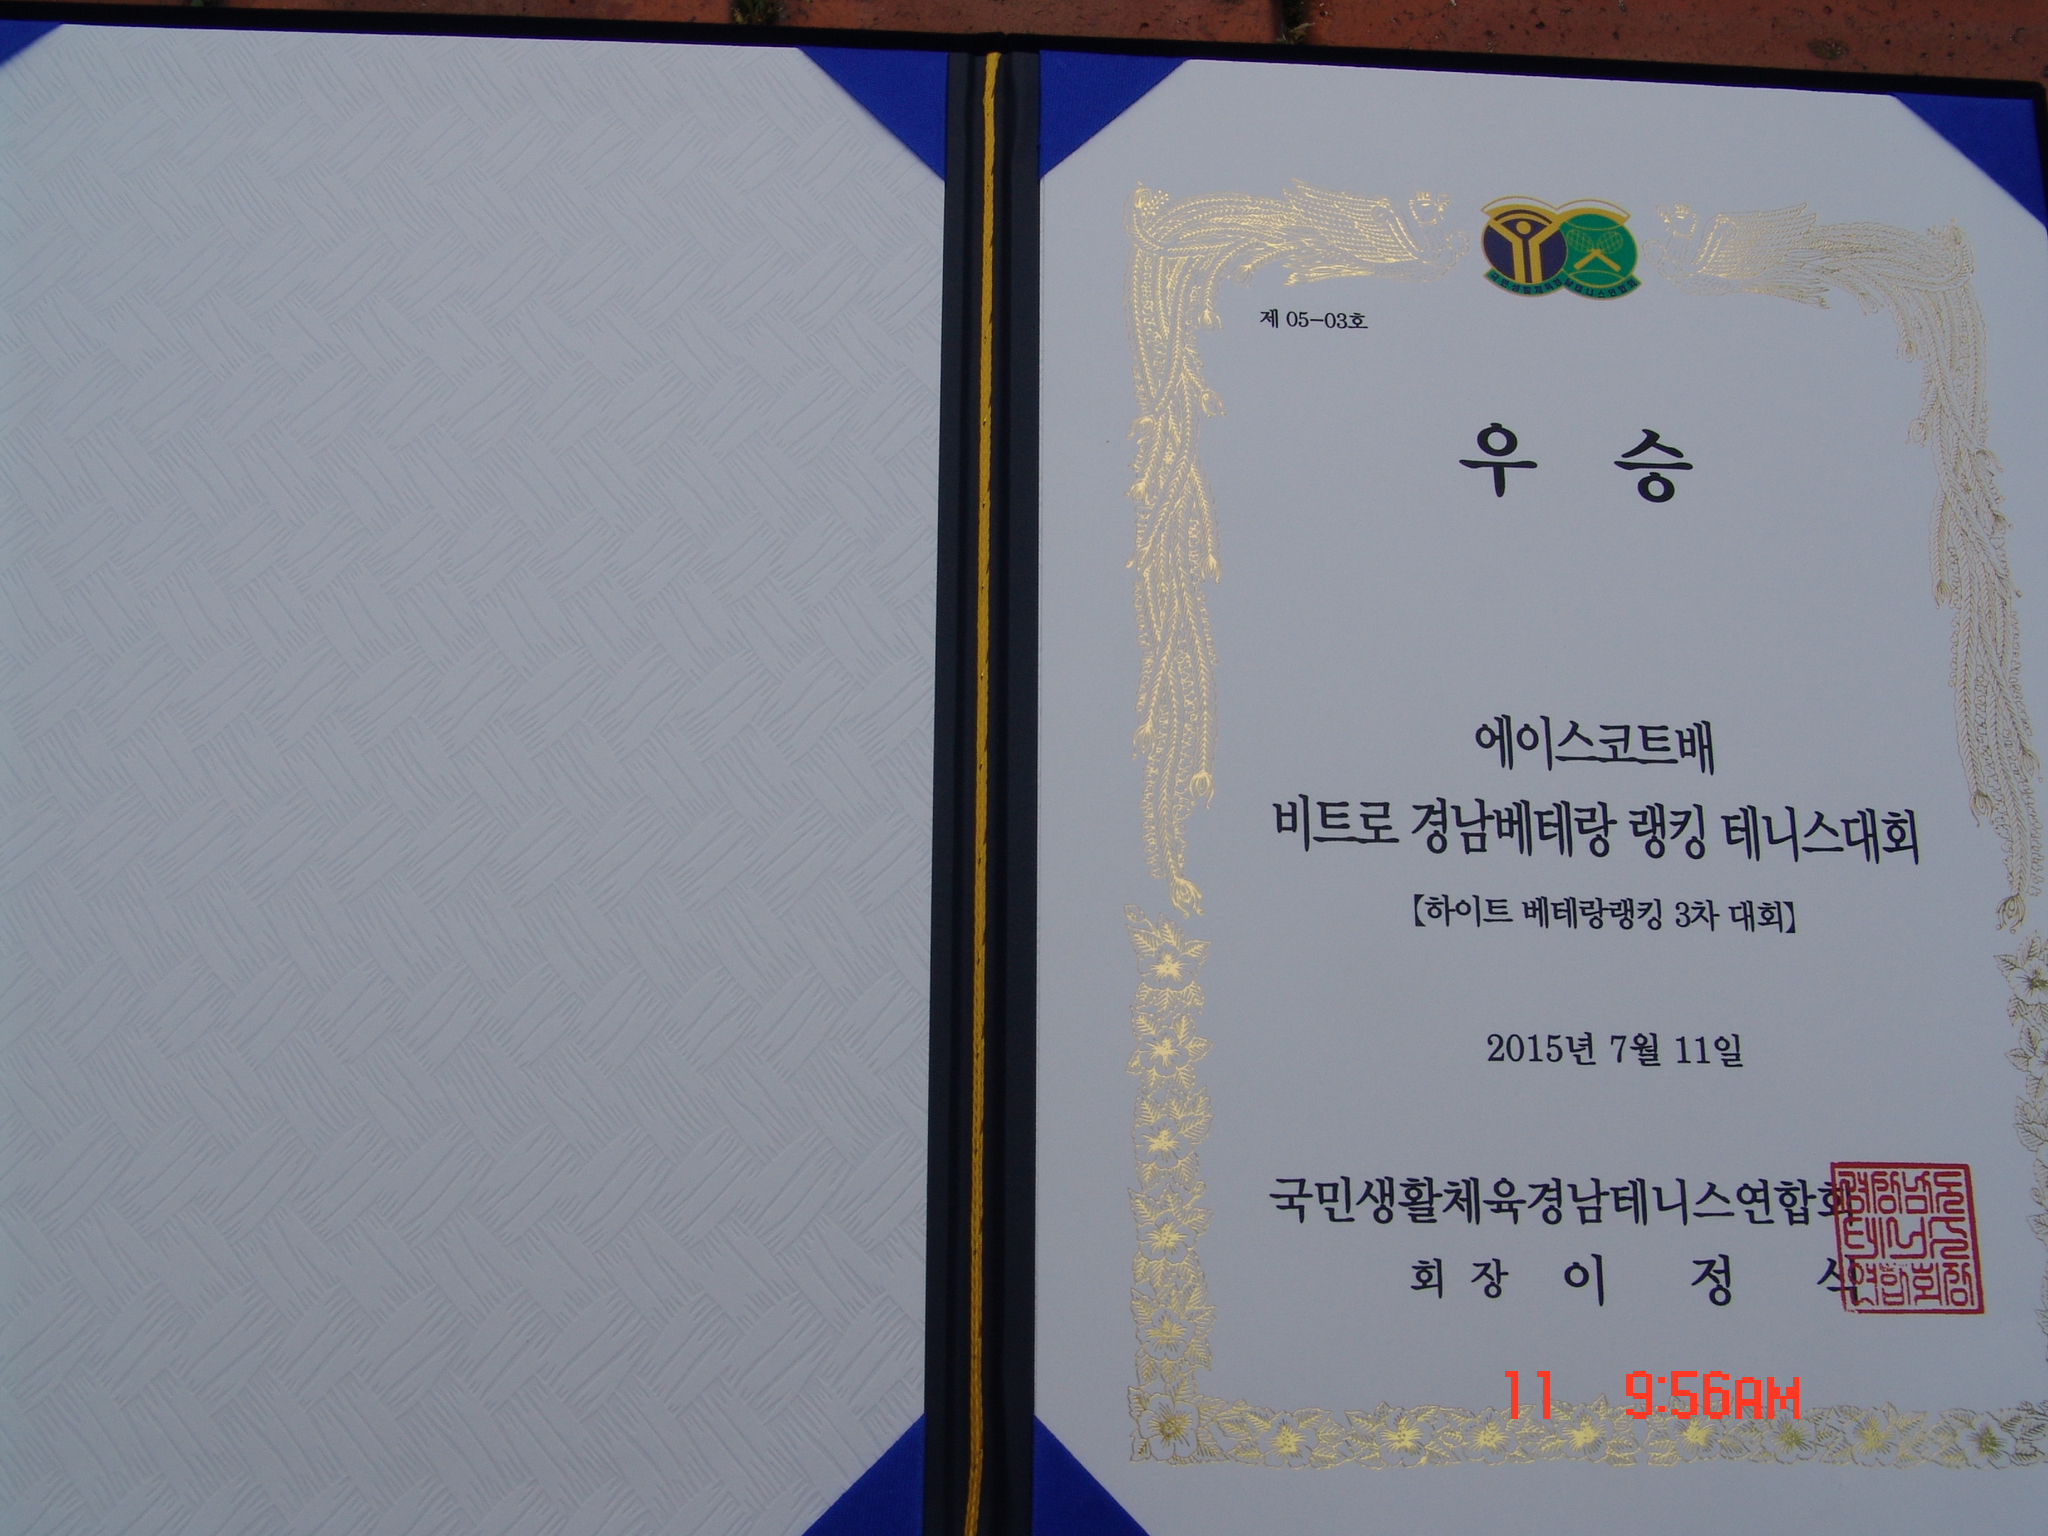 제 05-03호
우 승
에이스코트배
비트로 경남베테랑 랭킹 테니스대회
【하이트 베테랑랭킹 3차 대회】
2015년 7월 11일
국민생활체육경남테니스연합회
회 장 이 정 식
11 9:56AM